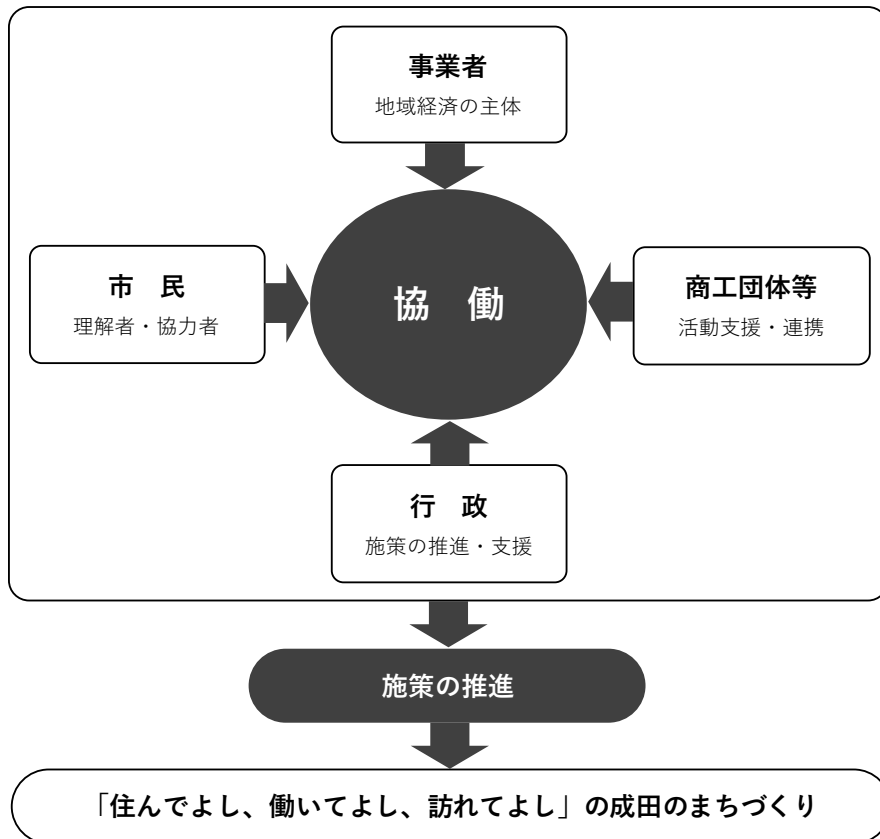 事業者
地域経済の主体
市　民
理解者・協力者
協　働
商工団体等
活動支援・連携
行　政
施策の推進・支援
施策の推進
「住んでよし、働いてよし、訪れてよし」の成田のまちづくり